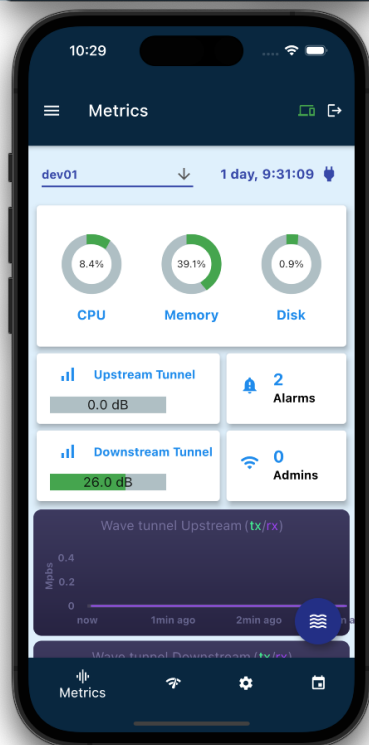 10:29
Metrics
dev01
1 day, 9:31:09
8.4%
39.1%
0.9%
CPU
Memory
Disk
Upstream Tunnel
0.0 dB
2
Alarms
Downstream Tunnel
26.0 dB
0
Admins
Wave tunnel Upstream (tx/rx)
Mpbs
0.4
0.2
0
now
1min ago
2min ago
Wave tunnel Downstream (tx/rx)
Metrics